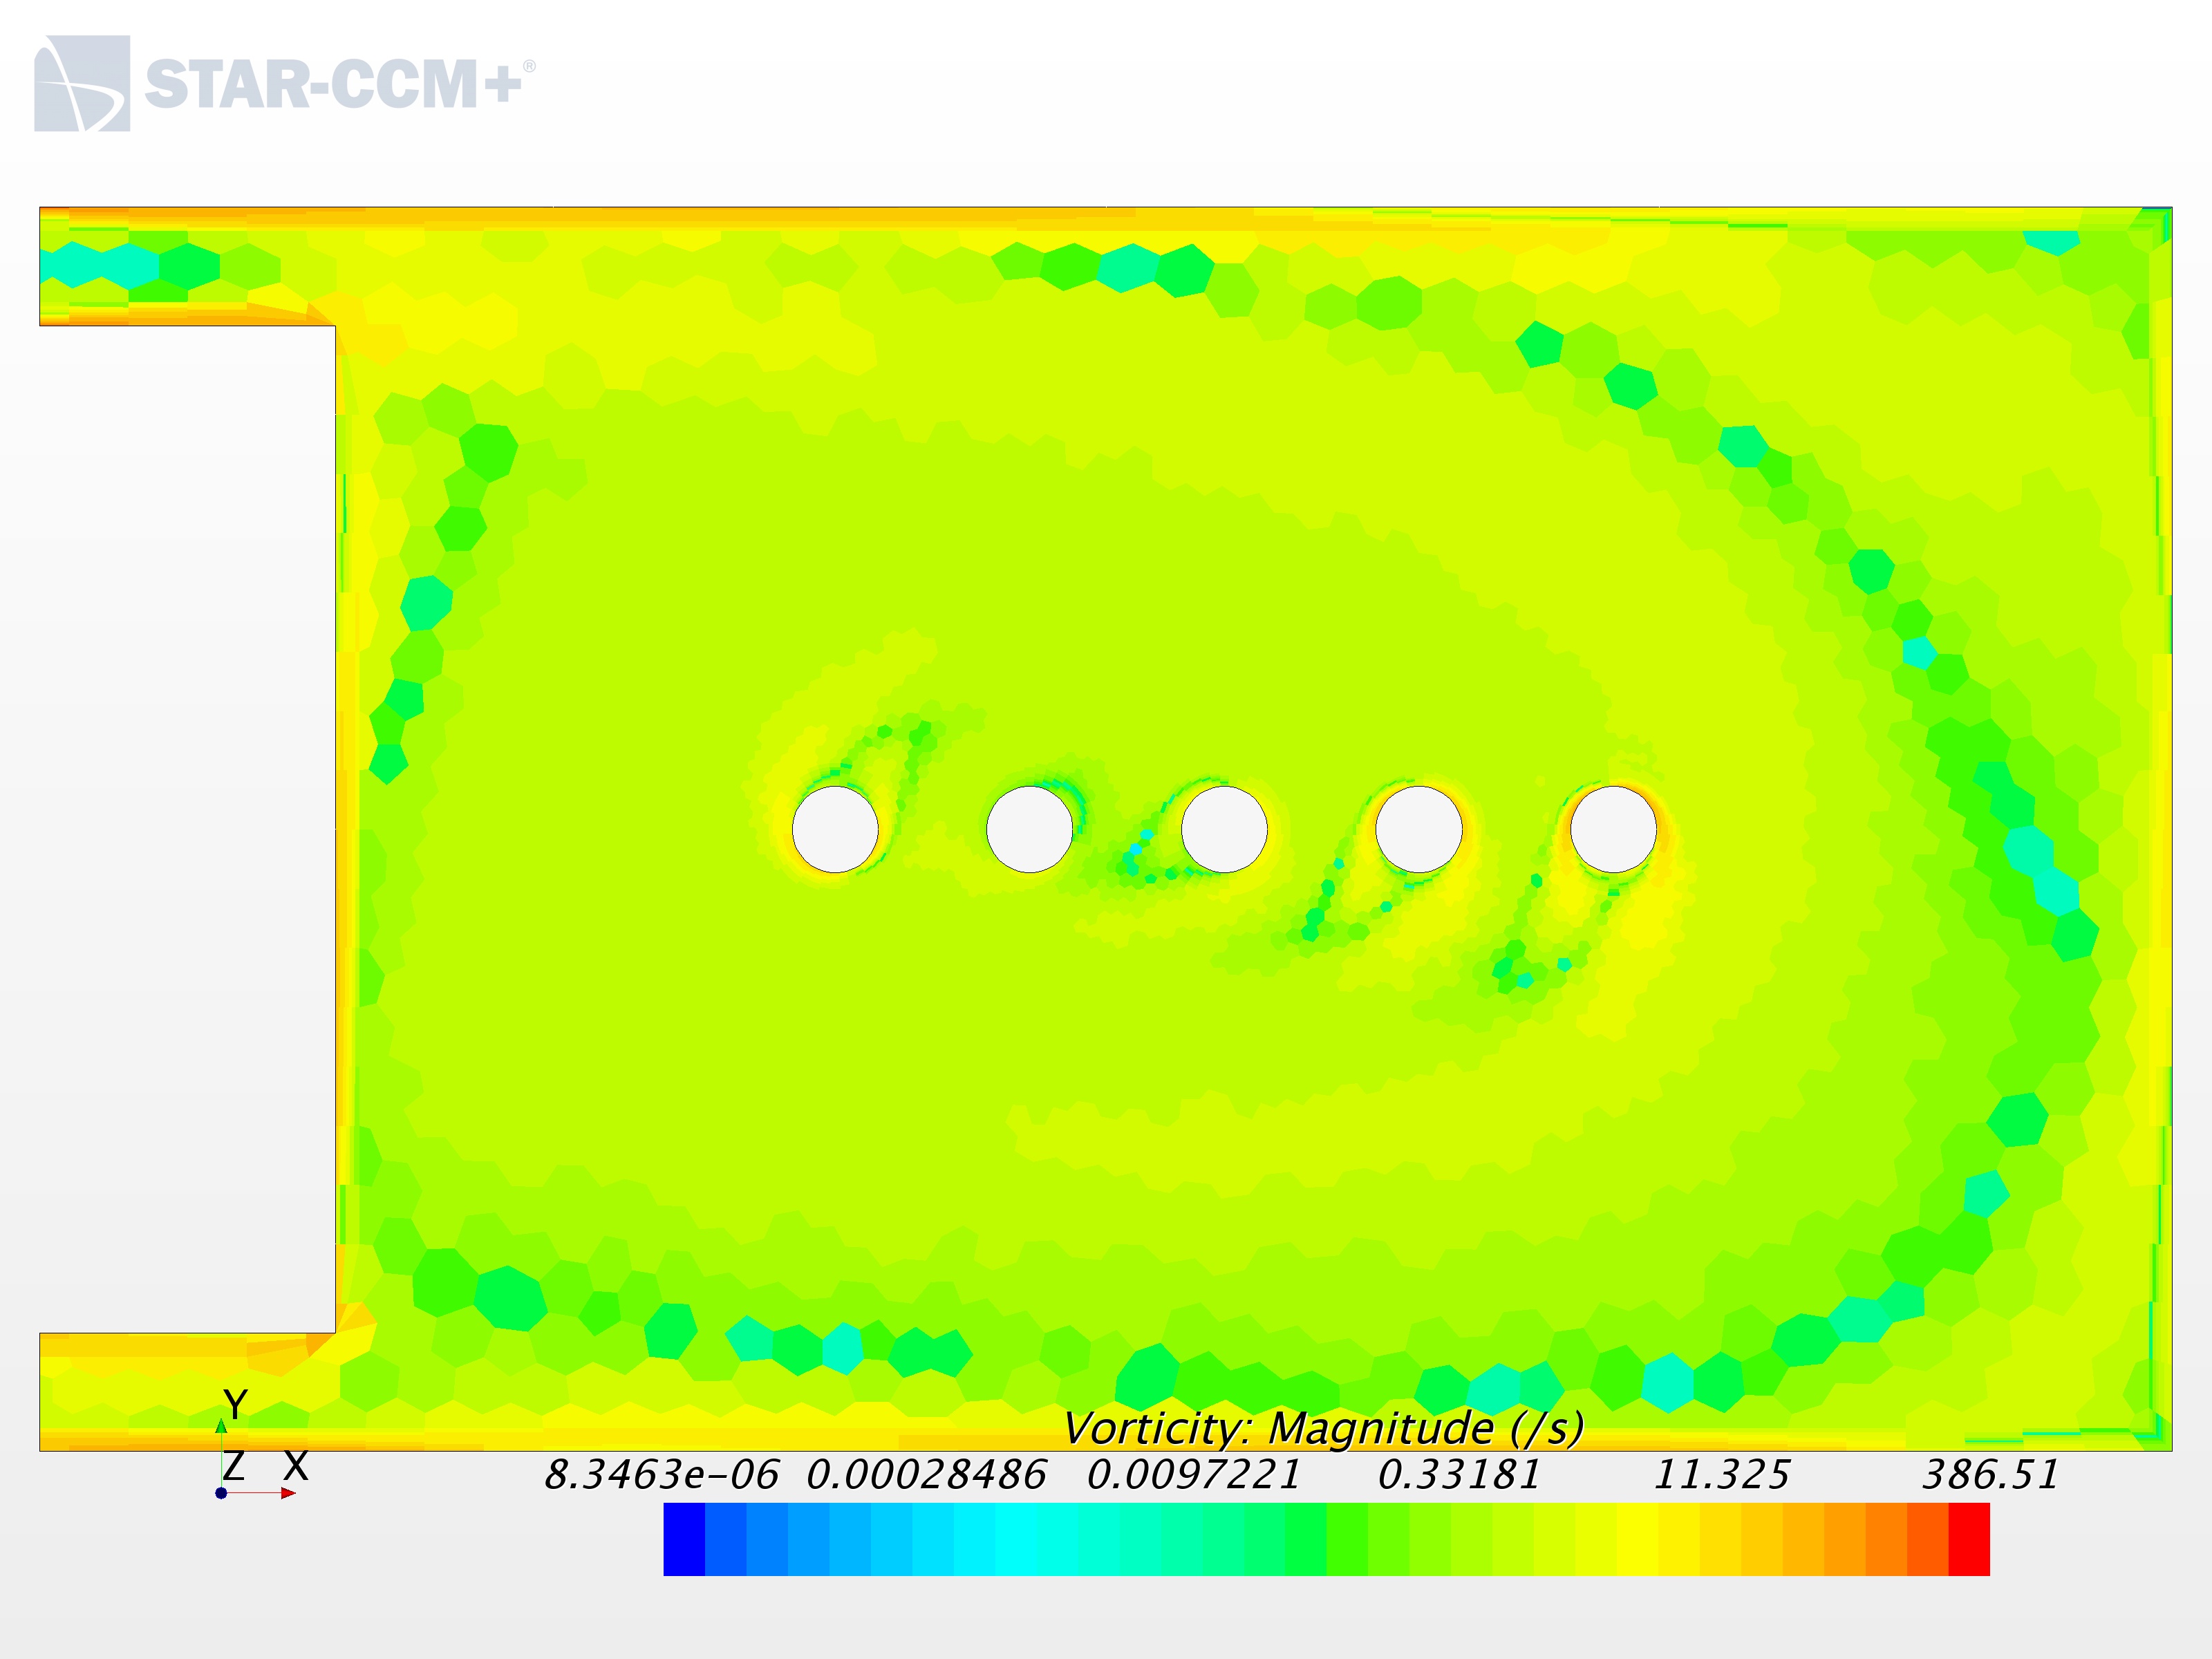 STAR-CCM+®
Y
Z X
Vorticity: Magnitude (/s)
8.3463e-06 0.00028486 0.0097221 0.33181 11.325 386.51